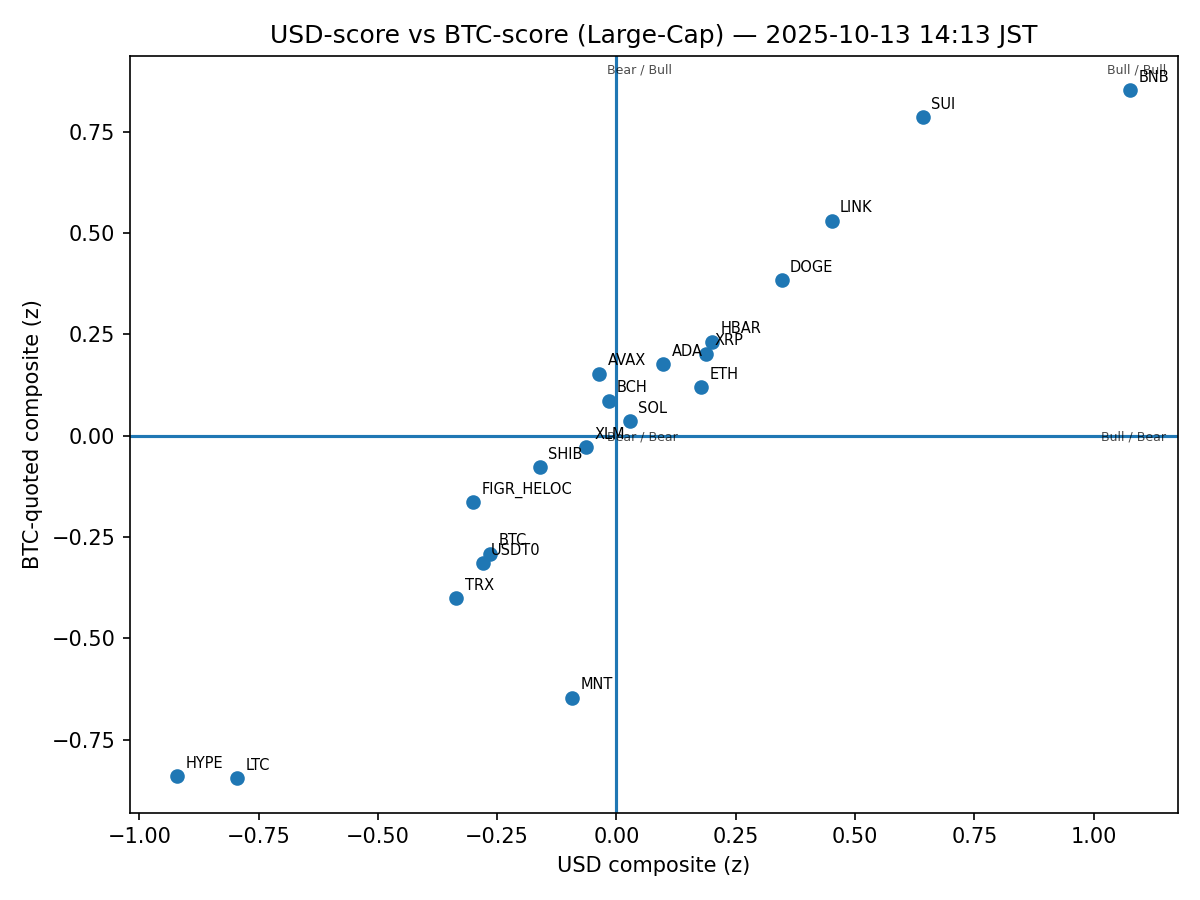 USD-score vs BTC-score (Large-Cap) — 2025-10-13 14:13 JST
Bear / Bull
Bull / Bull
BNB
SUI
LINK
DOGE
HBAR
XRP
ADA
AVAX
ETH
BCH
SOL
XLM
Bear / Bear
Bull / Bear
SHIB
FIGR_HELOC
BTC
USDT0
TRX
MNT
HYPE
LTC
0.75
0.50
0.25
0.00
−0.25
−0.50
−0.75
BTC-quoted composite (z)
−1.00 −0.75 −0.50 −0.25 0.00 0.25 0.50 0.75 1.00
USD composite (z)